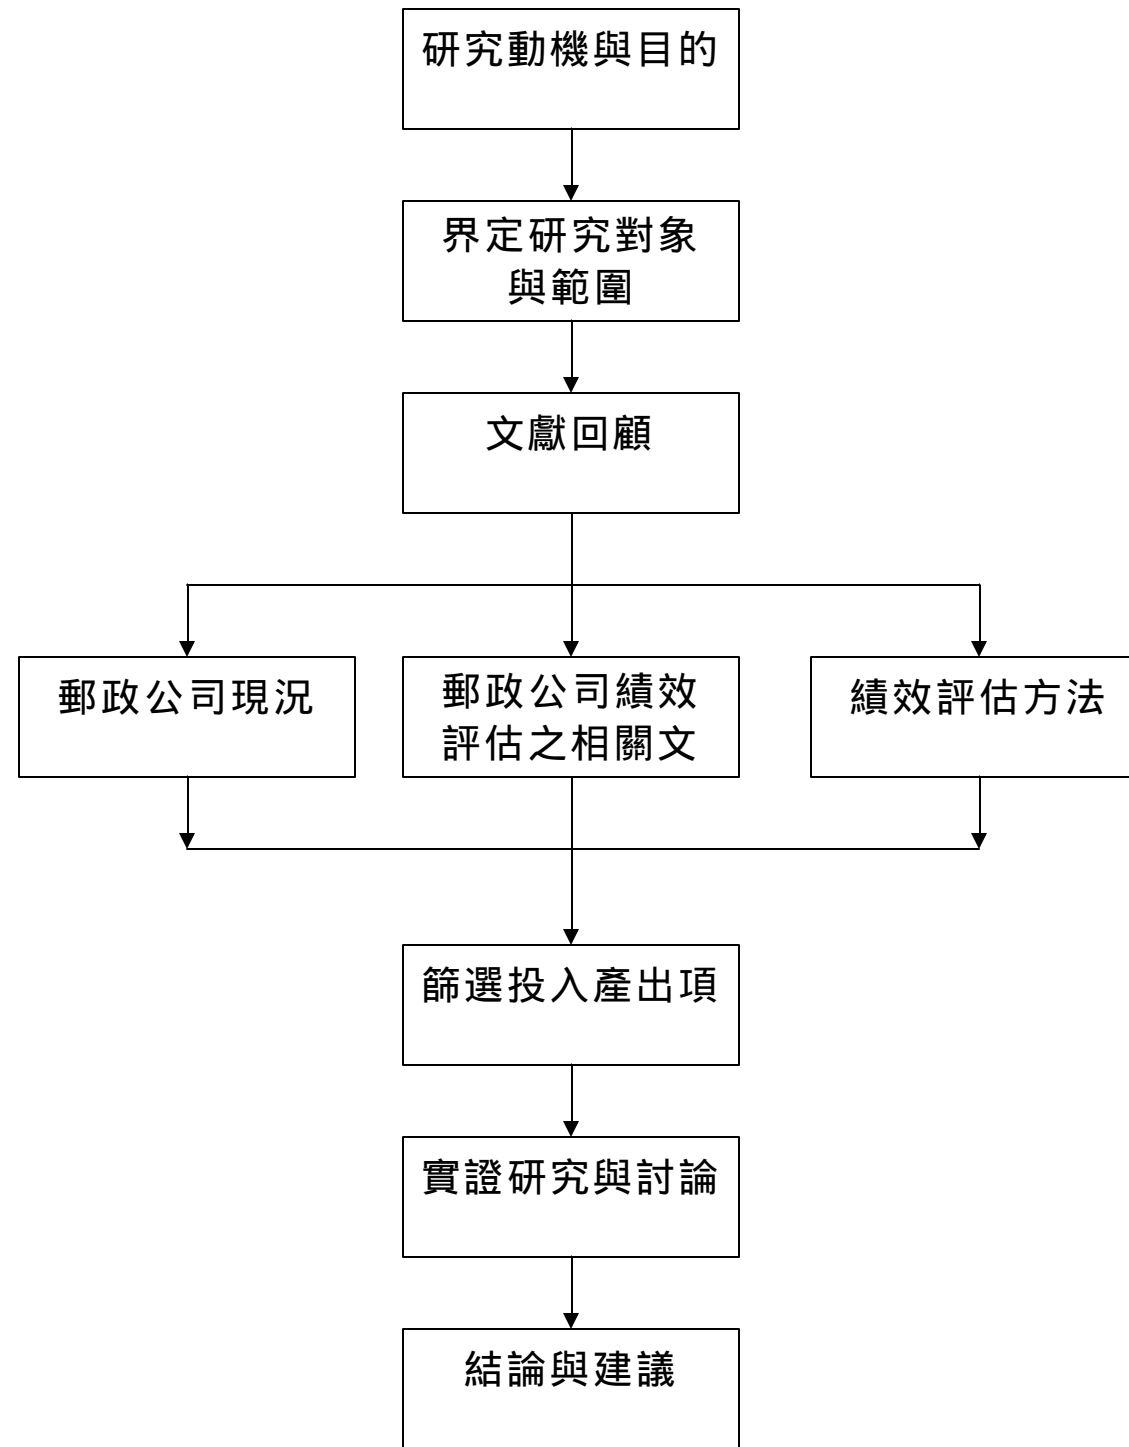 研究動機與目的
界定研究對象
與範圍
文獻回顧
郵政公司現況
郵政公司績效
評估之相關文
績效評估方法
篩選投入產出項
實證研究與討論
結論與建議